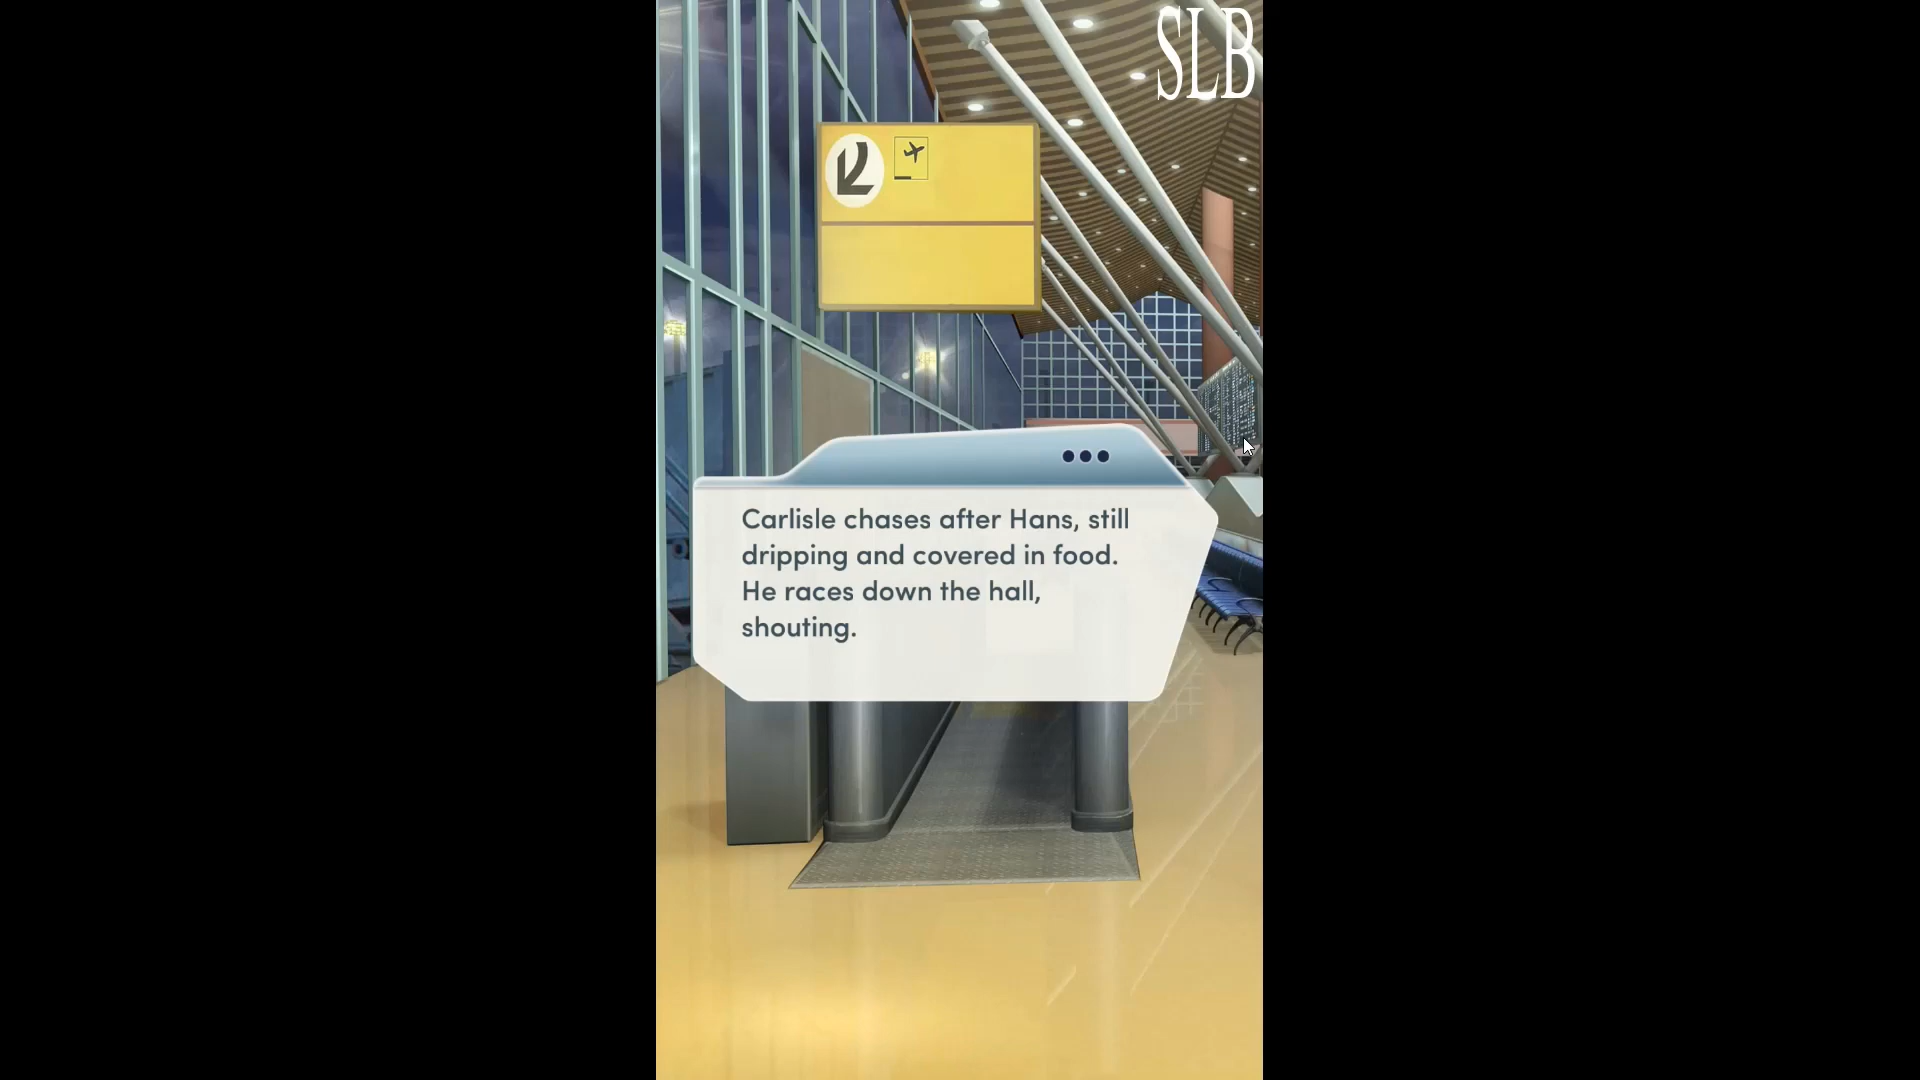 SLB
Carlisle chases after Hans, still
dripping and covered in food.
He races down the hall,
shouting.